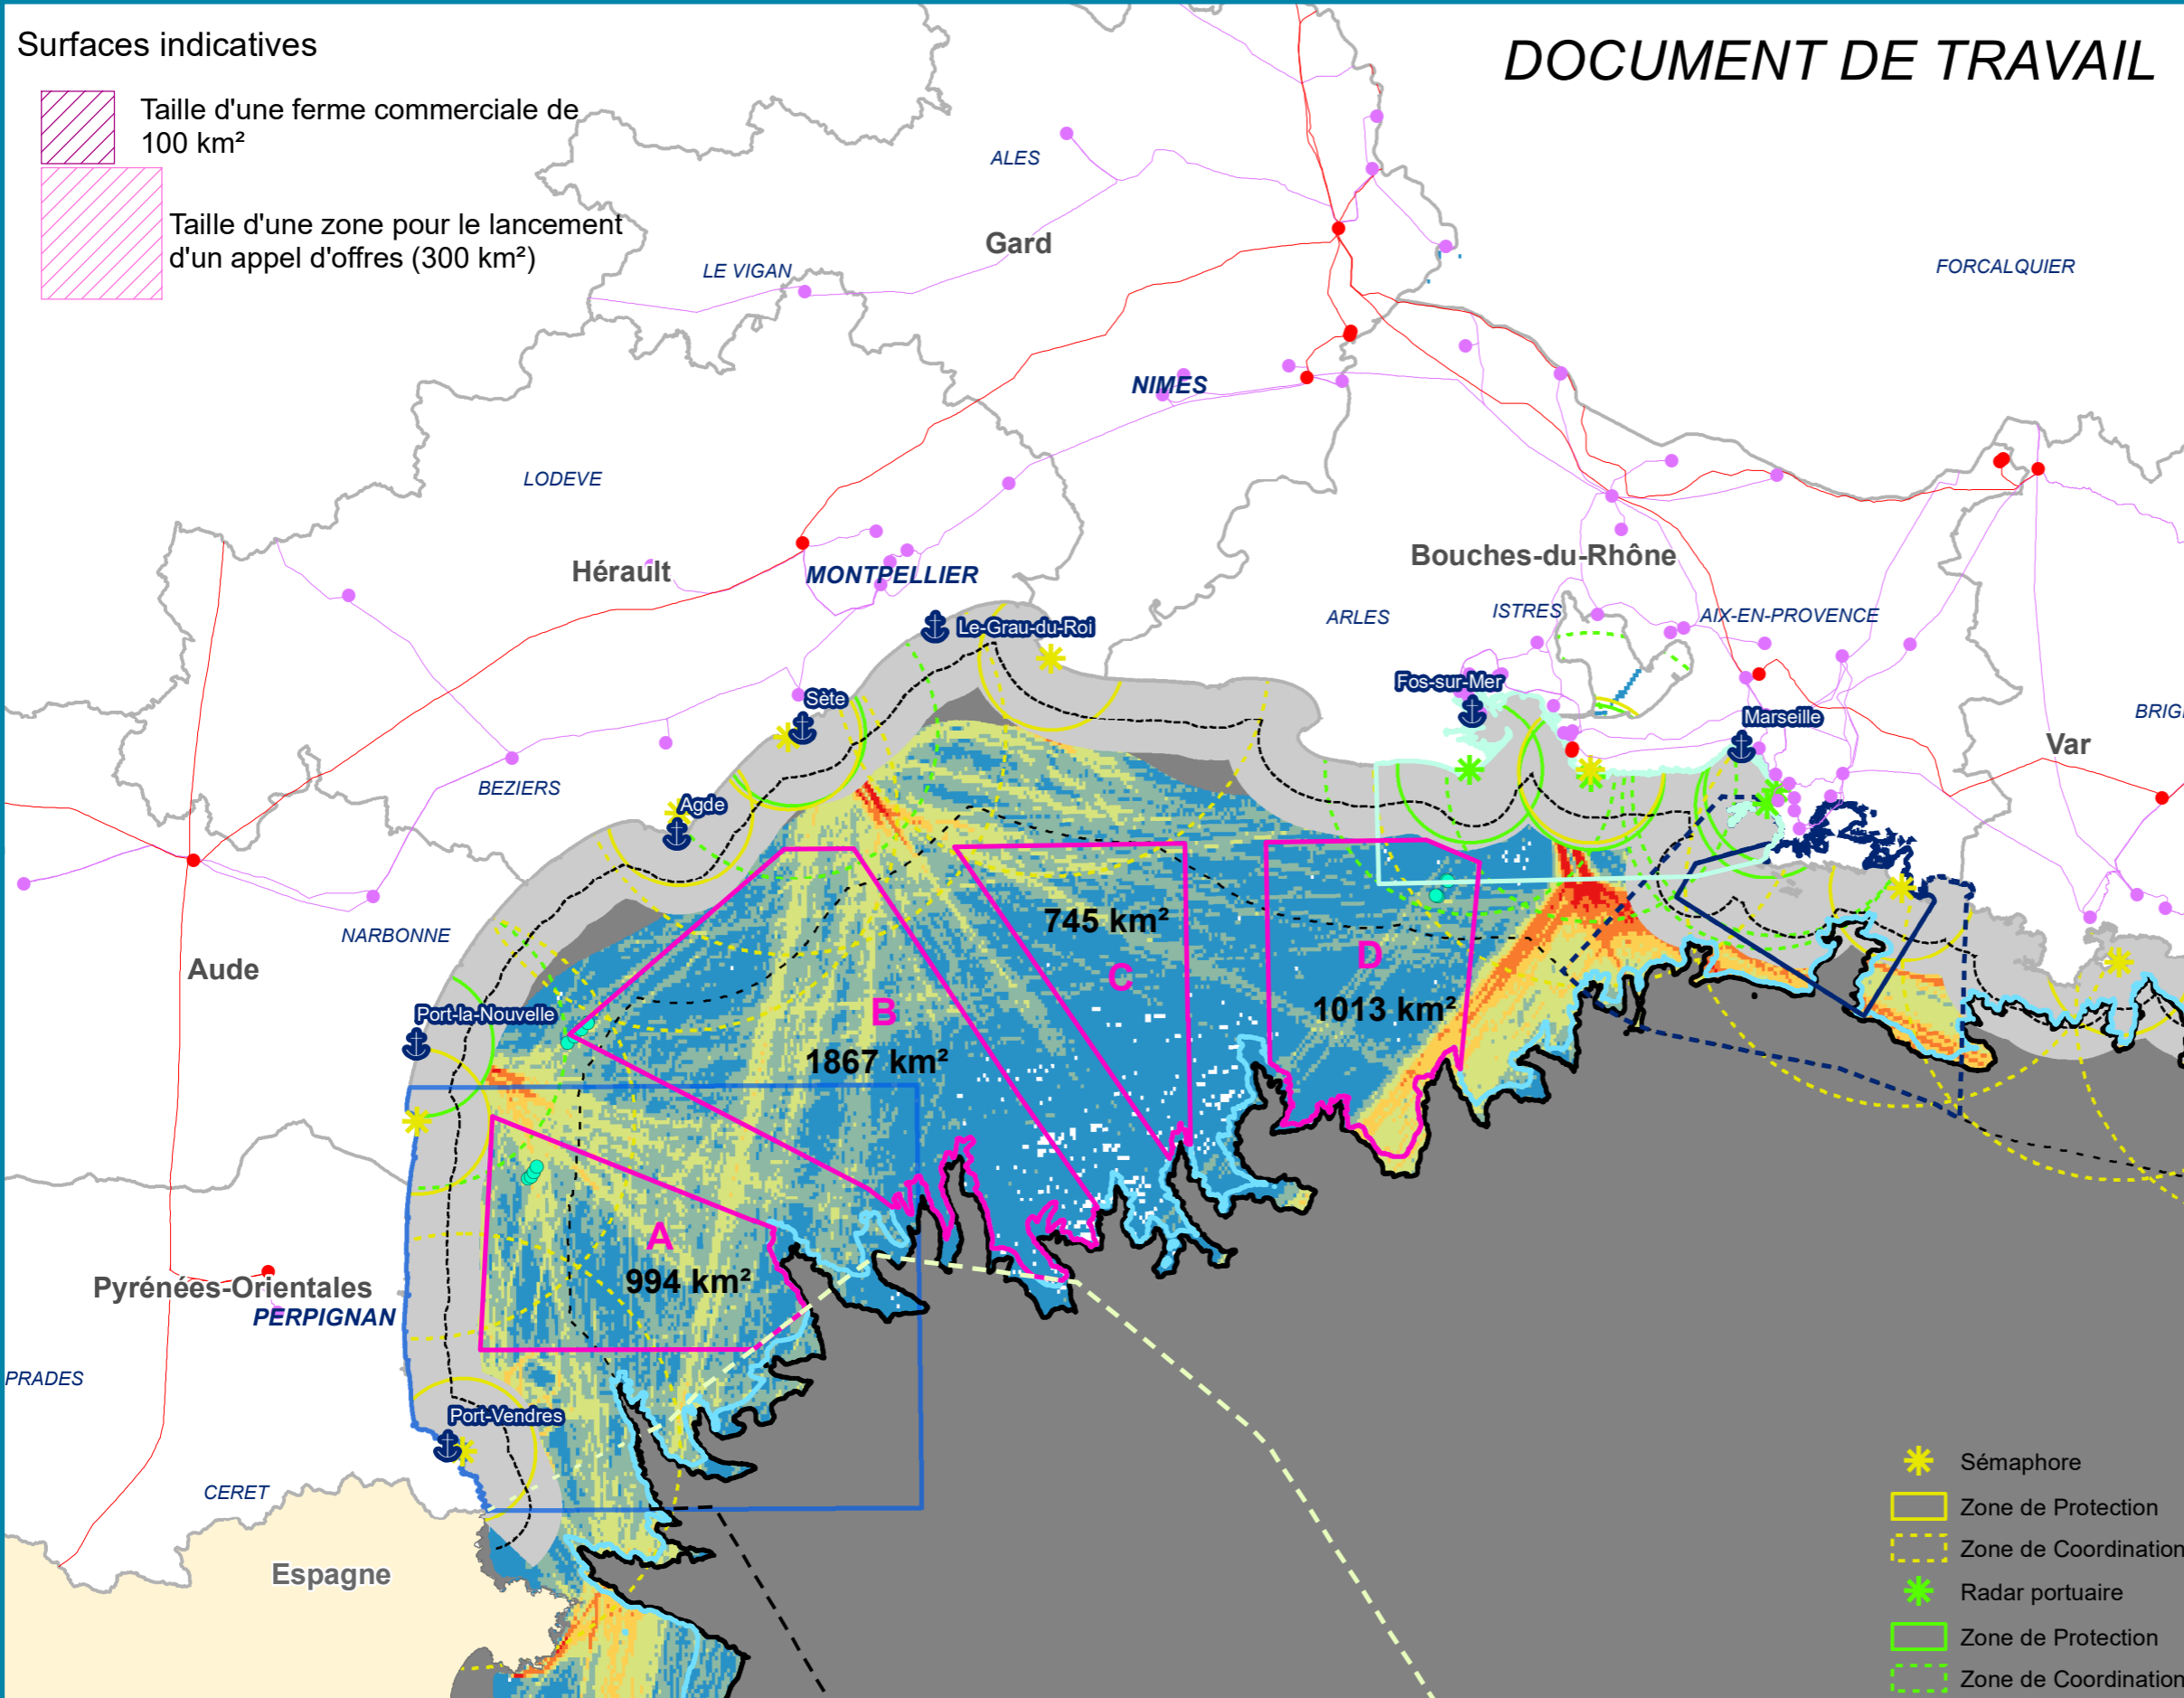 Surfaces indicatives
DOCUMENT DE TRAVAIL
Taille d'une ferme commerciale de
100 km²
Taille d'une zone pour le lancement
d'un appel d'offres (300 km²)
ALES
Gard
LE VIGAN
FORCALQUIER
NIMES
LODEVE
Hérault
MONTPELLIER
Bouches-du-Rhône
ARLES
ISTRES
AIX-EN-PROVENCE
Le-Grau-du-Roi
Fos-sur-Mer
Sète
Marseille
BRIG
Var
BEZIERS
Agde
NARBONNE
Aude
745 km²
C
D
1013 km²
B
1867 km²
Port-la-Nouvelle
A
994 km²
Pyrénées-Orientales
PERPIGNAN
PRADES
Port-Vendres
CERET
Espagne
Sémaphore
Zone de Protection
Zone de Coordination
Radar portuaire
Zone de Protection
Zone de Coordination